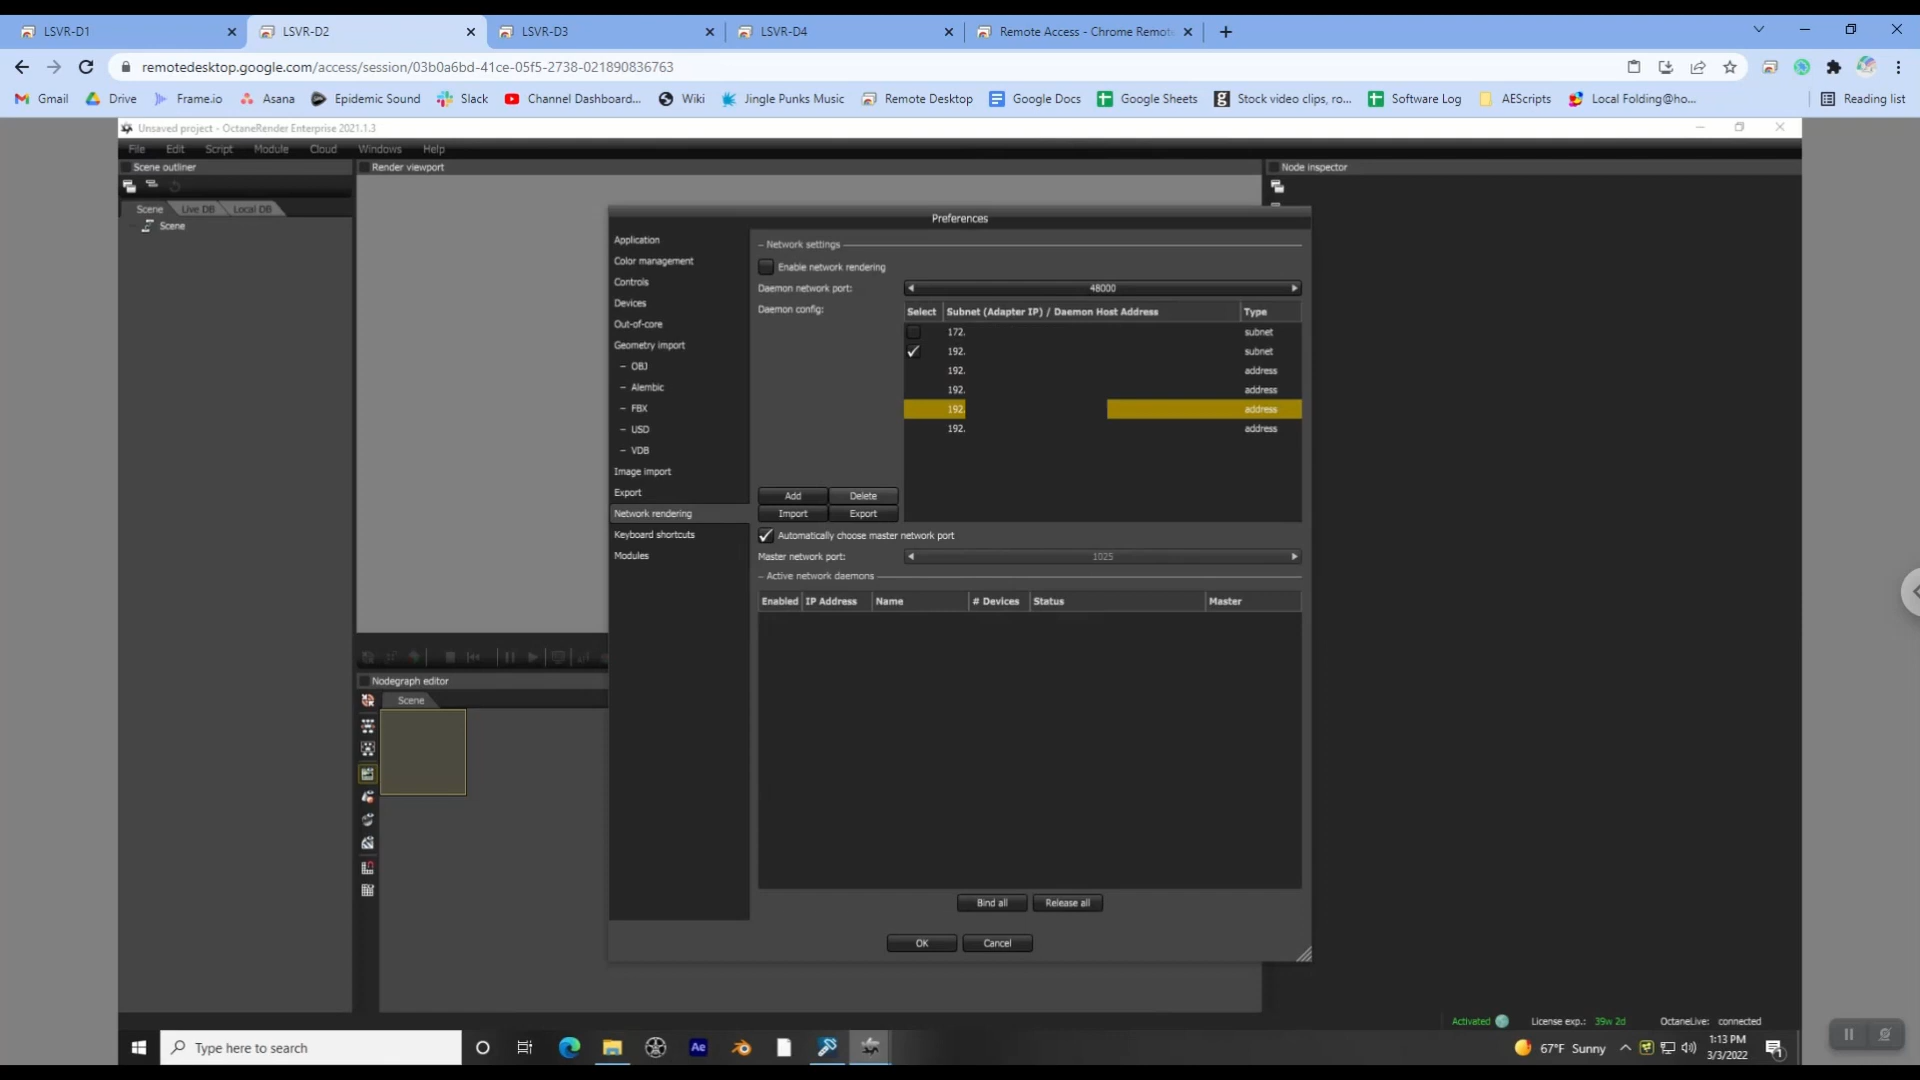 LSVR-D1
LSVR-D2
LSVR-D3
LSVR-D4
Remote Access - Chrome Remot
remotedesktop.google.com/access/session/03b0a6bd-41ce-05f5-2738-021890836763
Gmail
Drive
Frame.io
Asana
Epidemic Sound
Slack
Channel Dashboard...
Wiki
Jingle Punks Music
Remote Desktop
Google Docs
Google Sheets
Stock video clips, ro...
Software Log
AEScripts
Local Folding@ho...
Reading list
Unsaved project - OctaneRender Enterprise 2021.1.3
File Edit Script Module Cloud Windows Help
Scene outliner
Render viewport
Node inspector
Scene Live DB Local DB
Scene
Preferences
Application
Color management
Controls
Devices
Out-of-core
Geometry import
– OBJ
– Alembic
– FBX
– USD
– VDB
Image import
Export
Network rendering
Keyboard shortcuts
Modules
– Network settings
Enable network rendering
Daemon network port: 48000
Daemon config:
Select Subnet (Adapter IP) / Daemon Host Address Type
172. subnet
192. subnet
192. address
192. address
192. address
192. address
Add Delete
Import Export
Automatically choose master network port
Master network port: 1025
– Active network daemons
Enabled IP Address Name # Devices Status Master
Bind all Release all
OK Cancel
Nodegraph editor
Scene
Activated License exp.: 39w 2d OctaneLive: connected
Type here to search
Ae
67°F Sunny
1:13 PM
3/3/2022
1